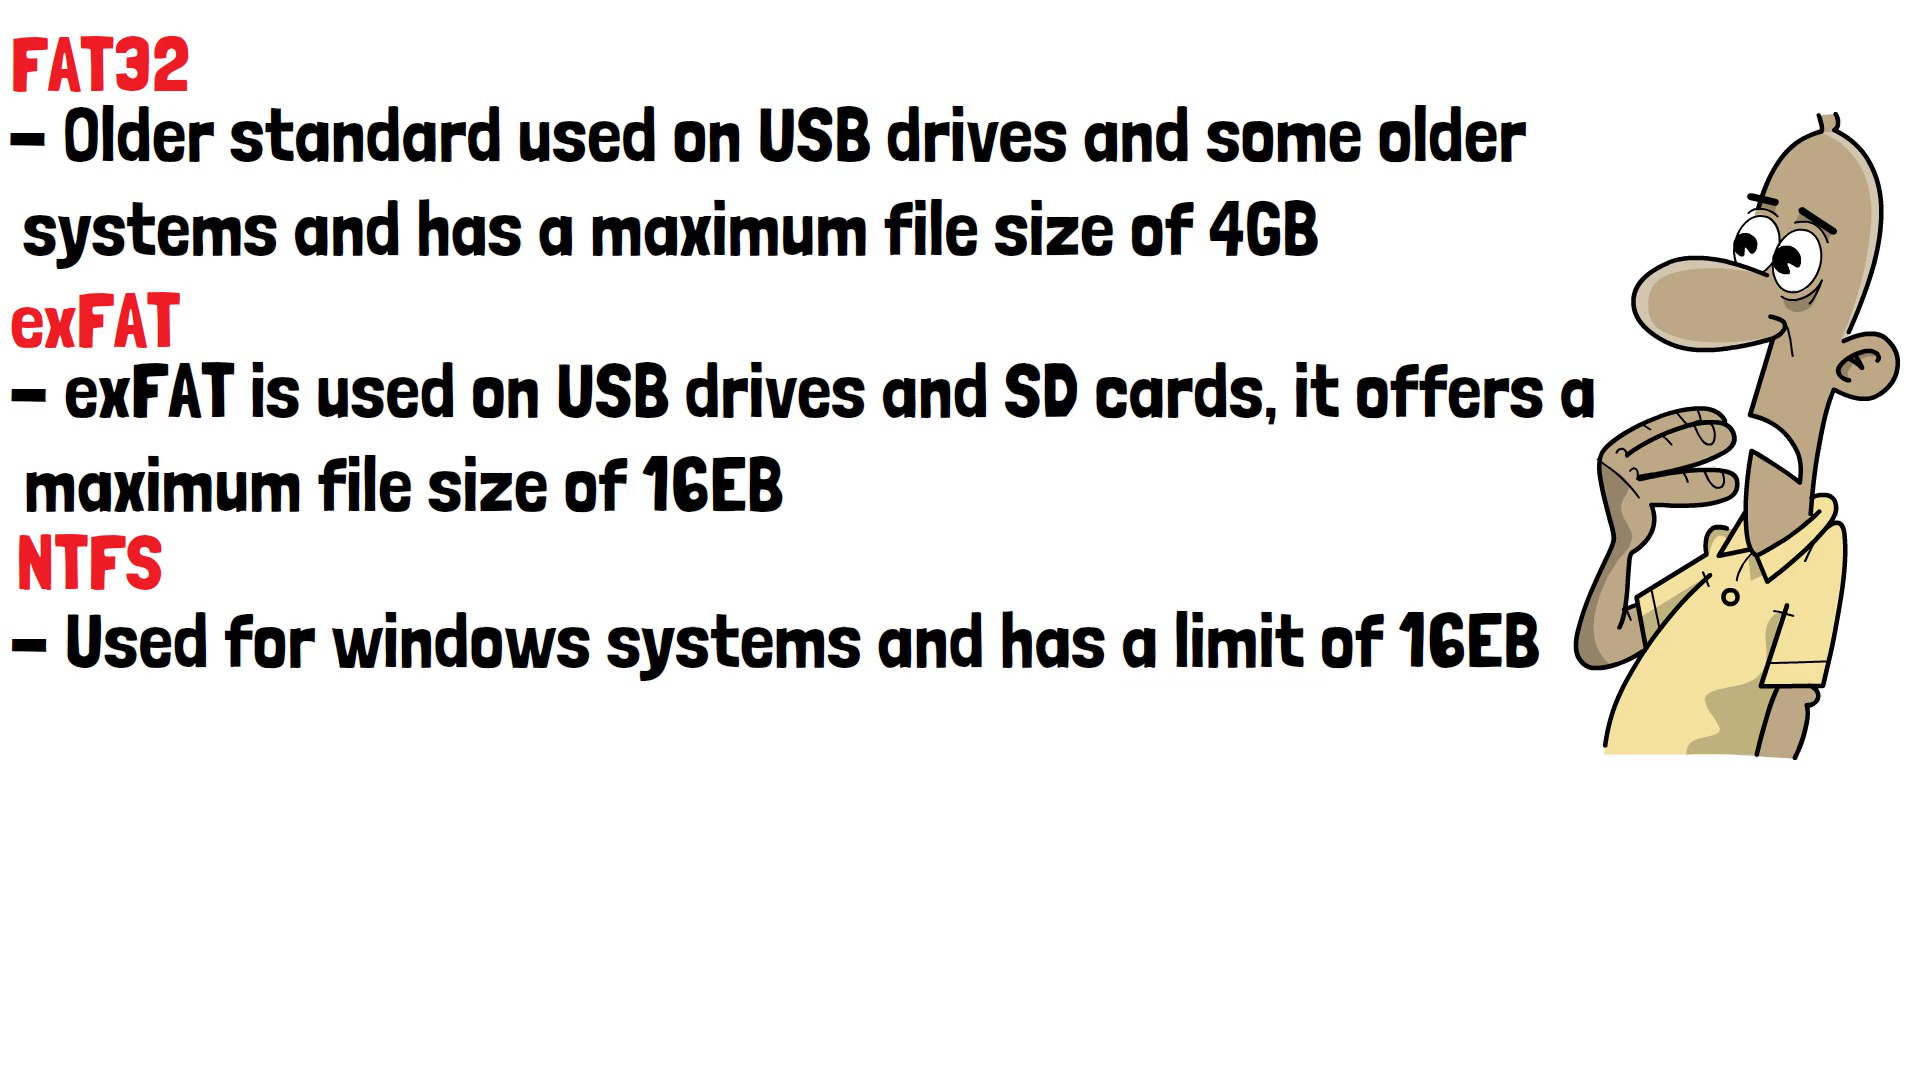 FAT32
- Older standard used on USB drives and some older
systems and has a maximum file size of 4GB
exFAT
- exFAT is used on USB drives and SD cards, it offers a
maximum file size of 16EB
NTFS
- Used for windows systems and has a limit of 16EB